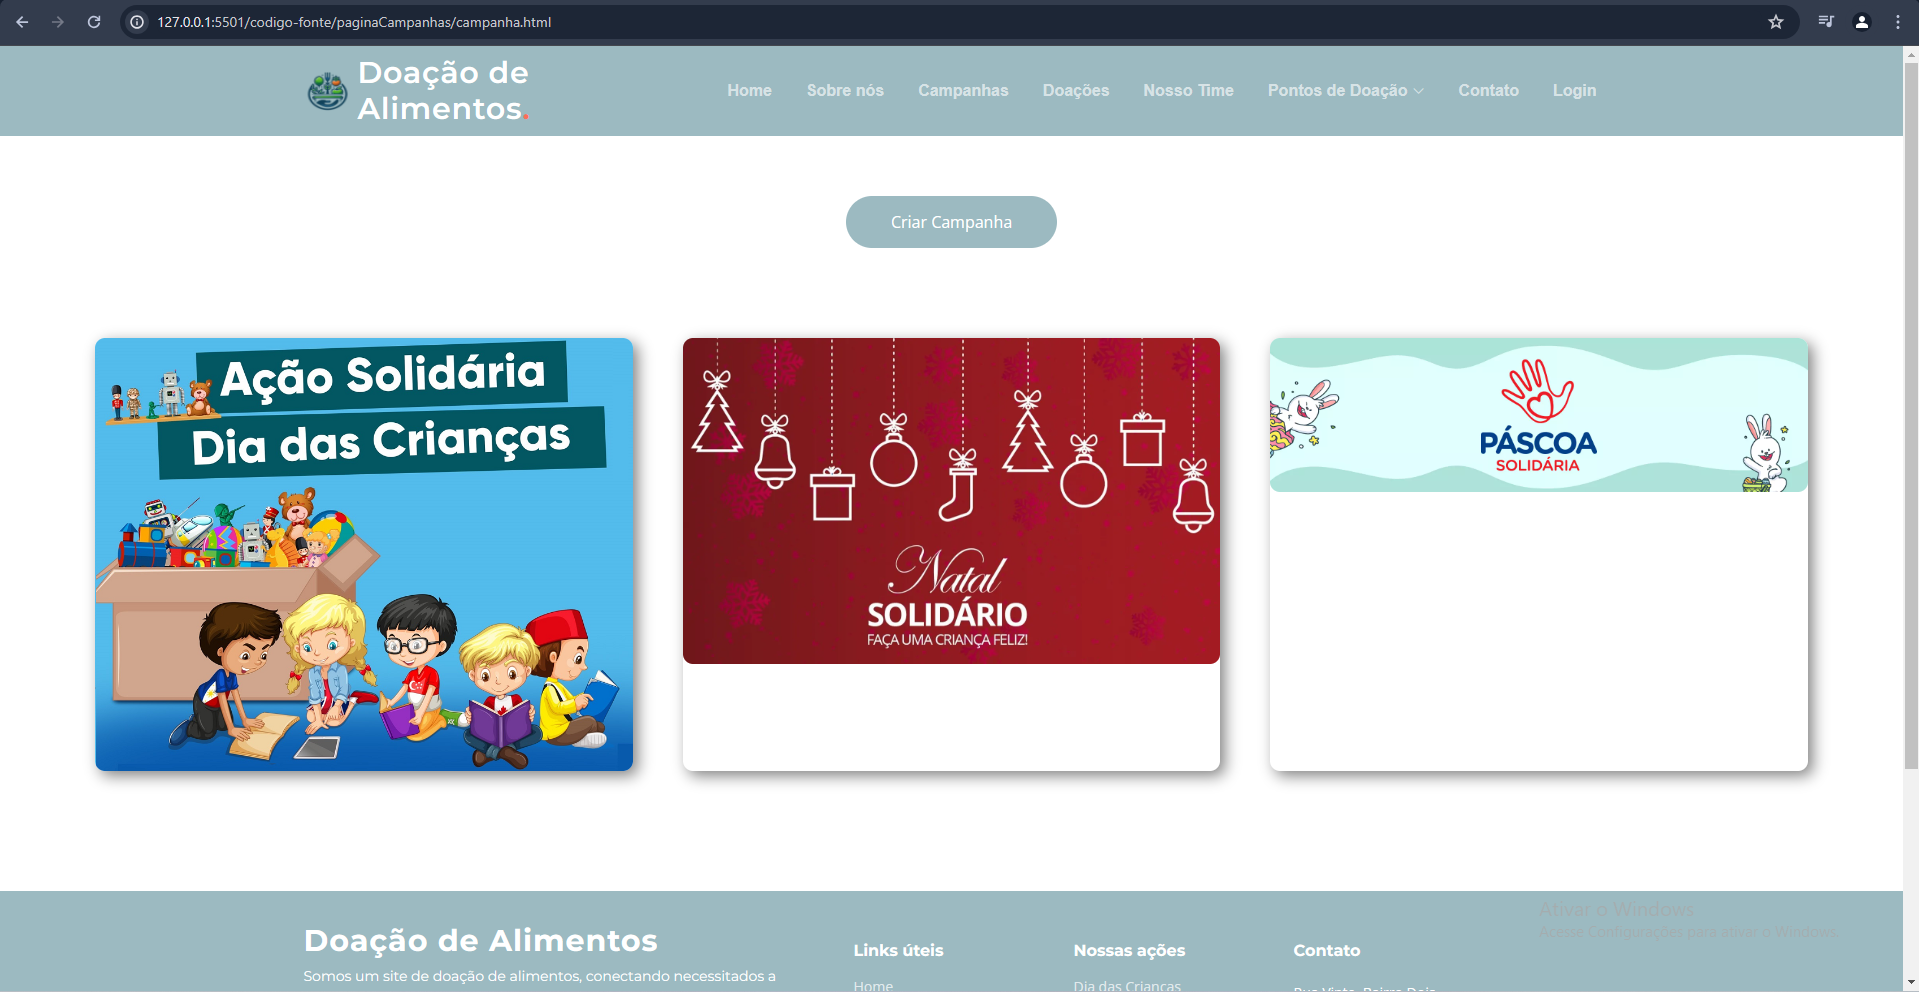 127.0.0.1:5501/codigo-fonte/paginaCampanhas/campanha.html
Doação de
Alimentos.
Home Sobre nós Campanhas Doações Nosso Time Pontos de Doação Contato Login
Criar Campanha
Ação Solidária
Dia das Crianças
Natal
SOLIDÁRIO
FAÇA UMA CRIANÇA FELIZ!
PÁSCOA
SOLIDÁRIA
Ativar o Windows
Acesse Configurações para ativar o Windows.
Doação de Alimentos
Somos um site de doação de alimentos, conectando necessitados a
Links úteis
Home
Nossas ações
Dia das Crianças
Contato